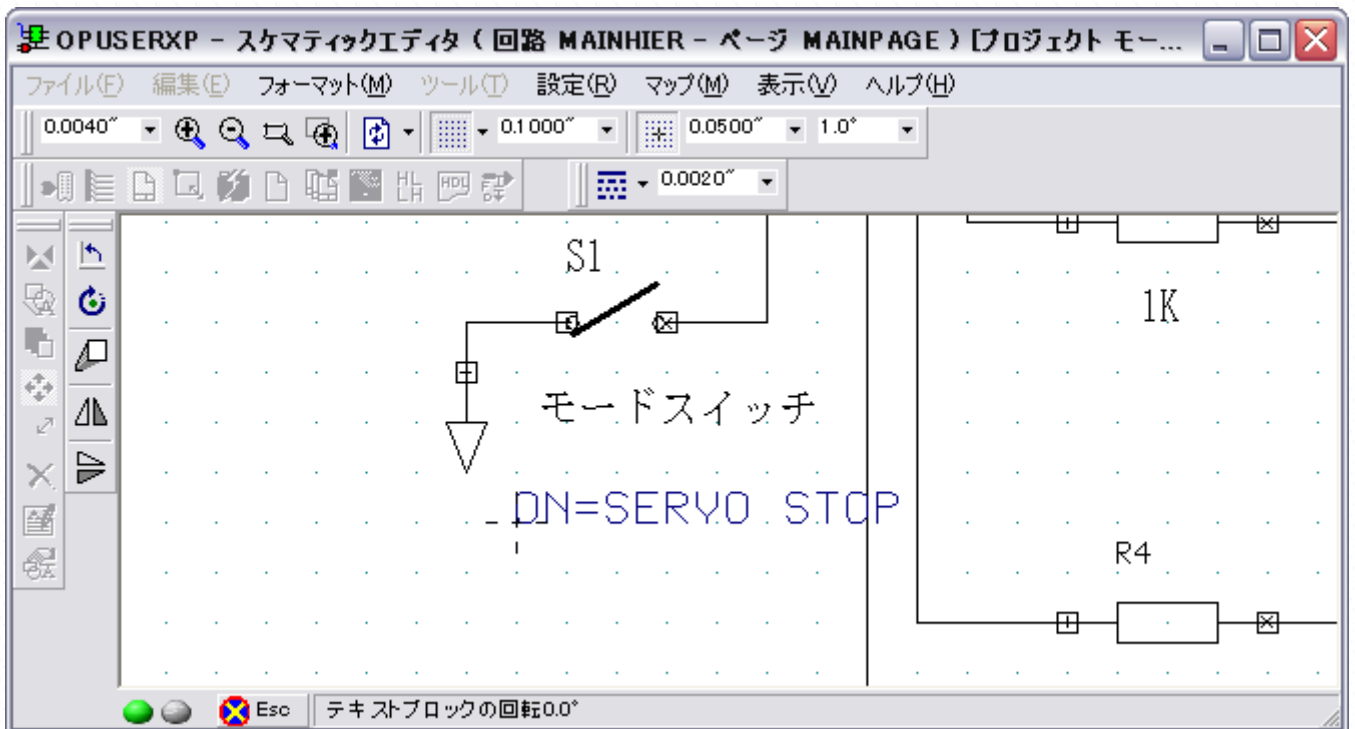 OPUSERXP - スケマティックエディタ ( 回路 MAINHIER - ページ MAINPAGE ) [プロジェクト モー...
ファイル(F) 編集(E) フォーマット(M) ツール(T) 設定(R) マップ(M) 表示(V) ヘルプ(H)
0.0040" 0.1000" 0.0500" 1.0°
0.0020"
S1
1K
モードスイッチ
ON=SERVO STOP
R4
Esc テキストブロックの回転0.0°